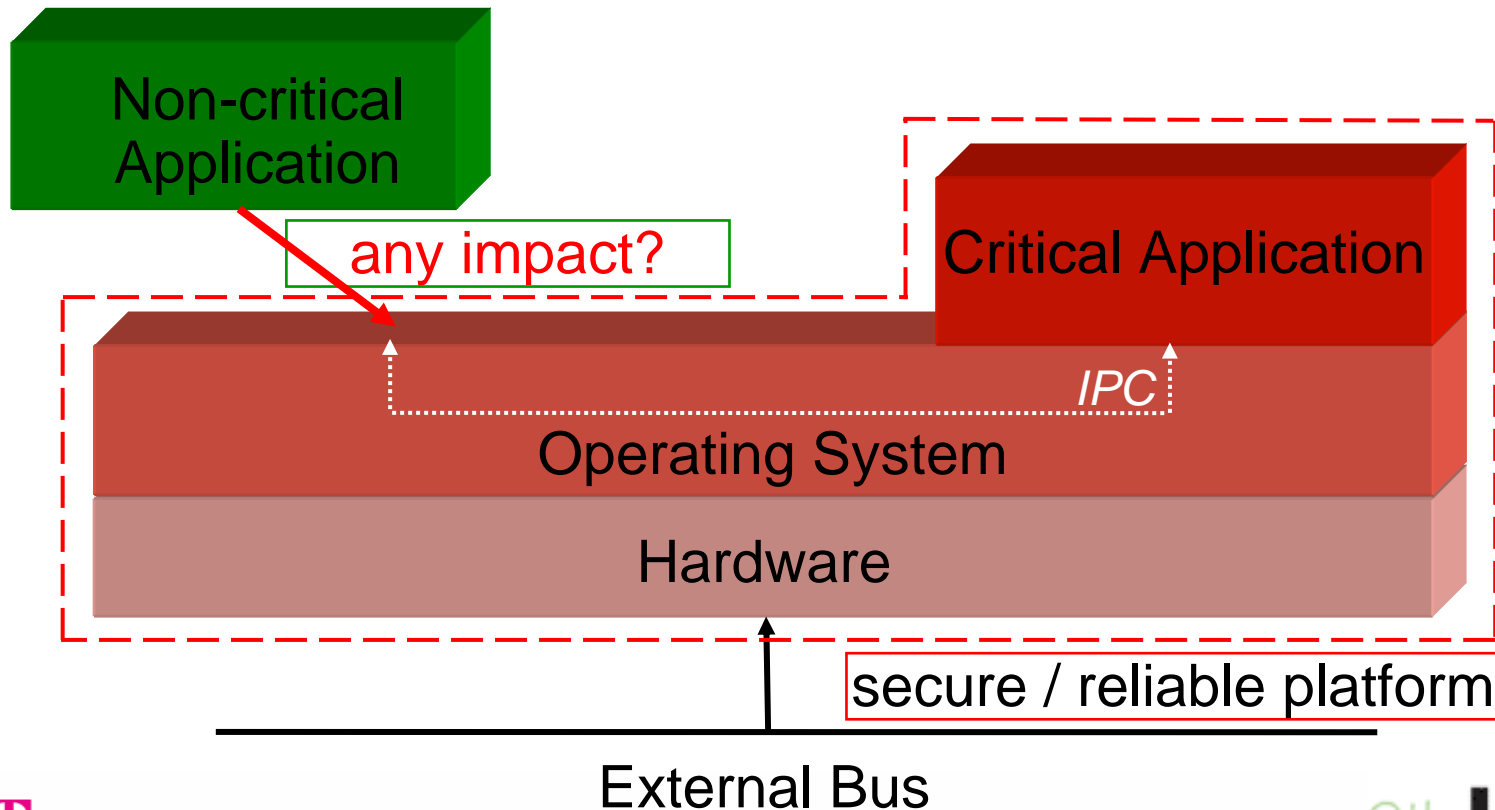 Non-critical
Application
any impact?
Critical Application
IPC
Operating System
Hardware
secure / reliable platform
External Bus